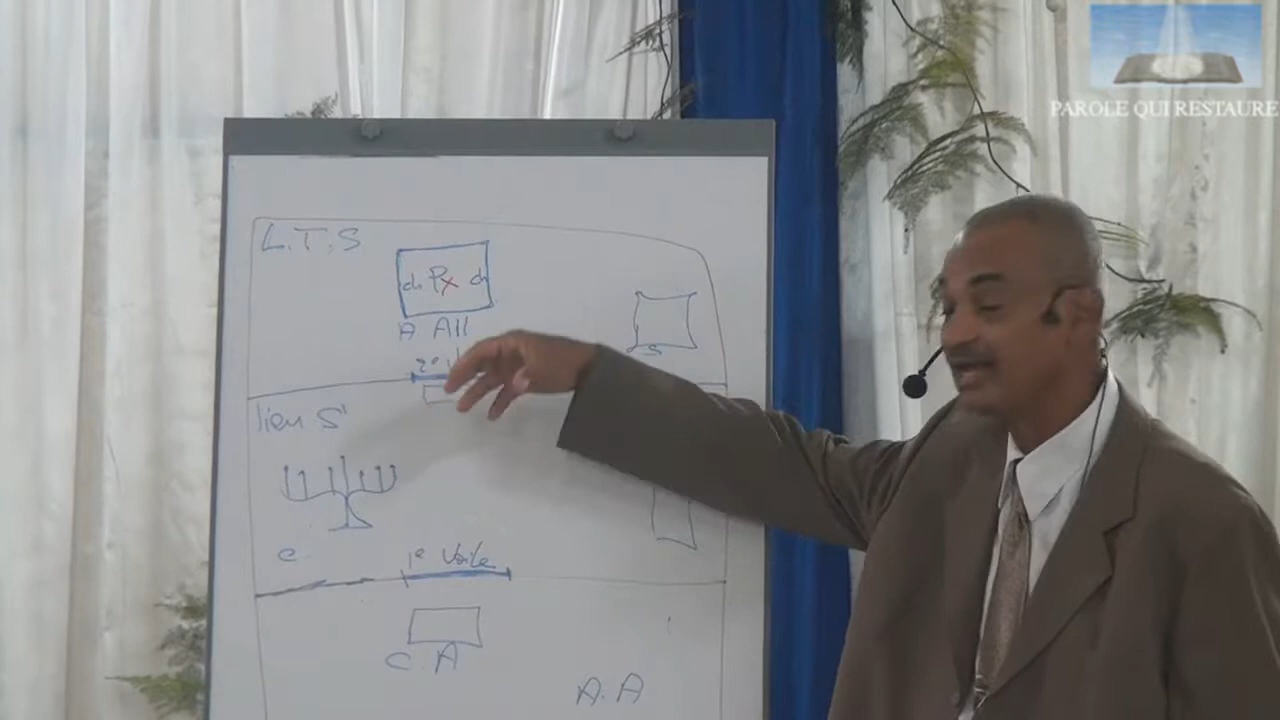 PAROLE QUI RESTAURE
L.T.S
A All
lieu S
C
1e Voile
C A
A.A